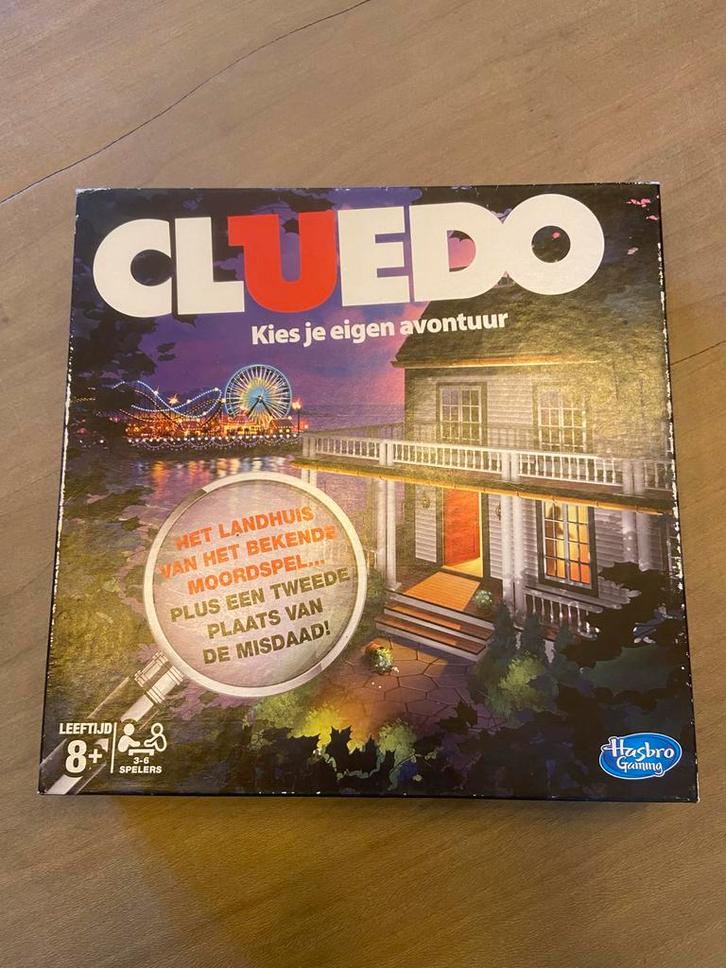 CLUEDO
Kies je eigen avontuur
HET LANDHUIS
VAN HET BEKENDE
MOORDSPEL...
PLUS EEN TWEEDE
PLAATS VAN
DE MISDAAD!
LEEFTIJD
8+
3-6
SPELERS
Hasbro
Gaming